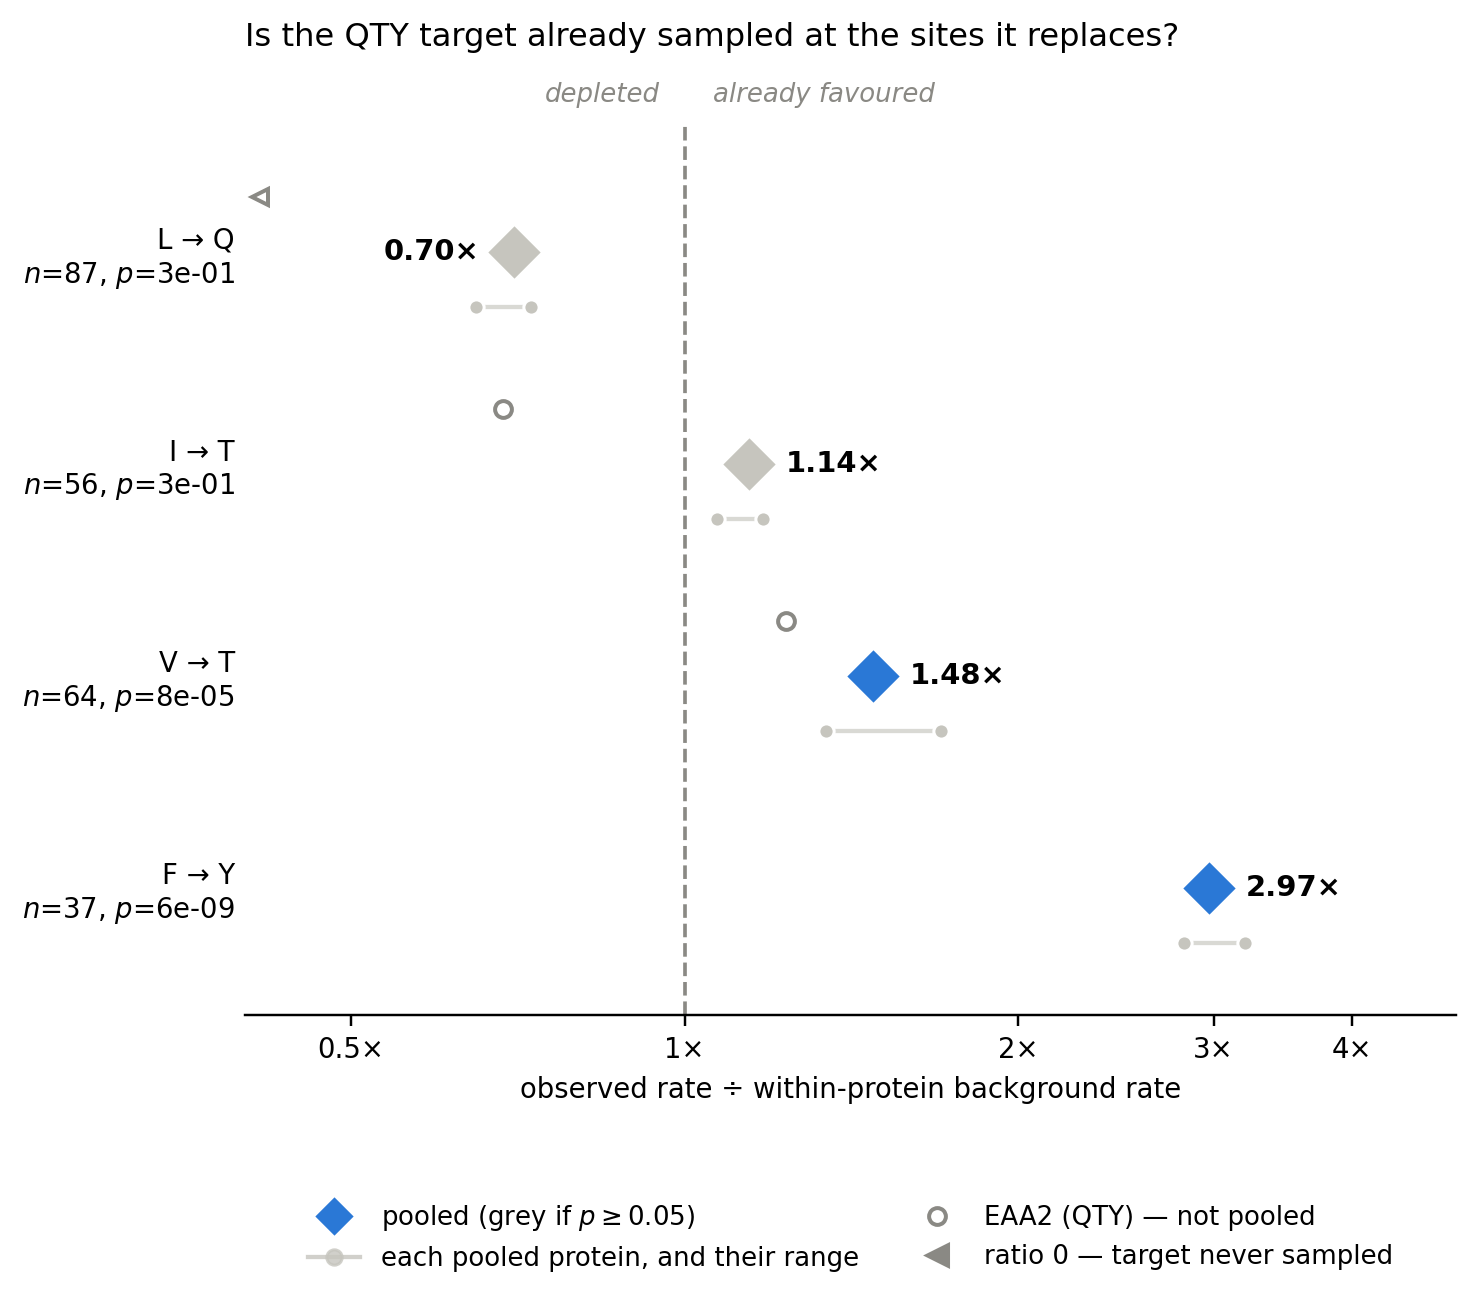 Is the QTY target already sampled at the sites it replaces?
depleted
already favoured
L → Q
n=87, p=3e-01
0.70×
I → T
n=56, p=3e-01
1.14×
V → T
n=64, p=8e-05
1.48×
F → Y
n=37, p=6e-09
2.97×
0.5×
1×
2×
3×
4×
observed rate ÷ within-protein background rate
pooled (grey if p ≥ 0.05)
each pooled protein, and their range
EAA2 (QTY) — not pooled
ratio 0 — target never sampled